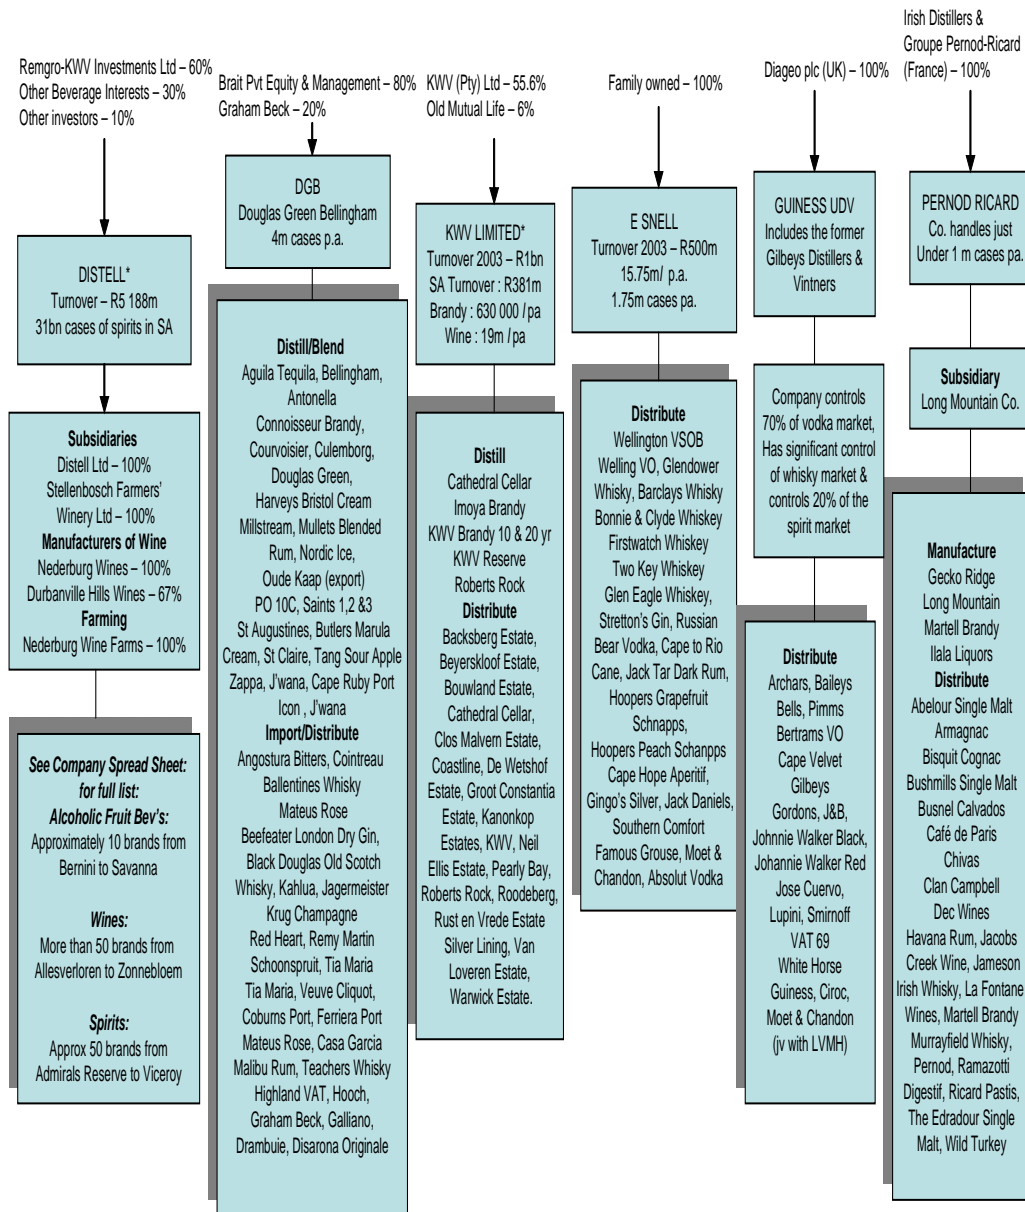 Remgro-KWV Investments Ltd – 60%
Other Beverage Interests – 30%
Other investors – 10%
DISTELL*
Turnover – R5 188m
31bn cases of spirits in SA
Subsidiaries
Distell Ltd – 100%
Stellenbosch Farmers'
Winery Ltd – 100%
Manufacturers of Wine
Nederburg Wines – 100%
Durbanville Hills Wines – 67%
Farming
Nederburg Wine Farms – 100%
See Company Spread Sheet:
for full list:
Alcoholic Fruit Bev's:
Approximately 10 brands from
Bernini to Savanna
Wines:
More than 50 brands from
Allesverloren to Zonnebloem
Spirits:
Approx 50 brands from
Admirals Reserve to Viceroy
Brait Pvt Equity & Management – 80%
Graham Beck – 20%
DGB
Douglas Green Bellingham
4m cases p.a.
Distill/Blend
Aguila Tequila, Bellingham,
Antonella
Connoisseur Brandy,
Courvoisier, Culemborg,
Douglas Green,
Harveys Bristol Cream
Millstream, Mullets Blended
Rum, Nordic Ice,
Oude Kaap (export)
PO 10C, Saints 1,2 &3
St Augustines, Butlers Marula
Cream, St Claire, Tang Sour Apple
Zappa, J'wana, Cape Ruby Port
Icon , J'wana
Import/Distribute
Angostura Bitters, Cointreau
Ballentines Whisky
Mateus Rose
Beefeater London Dry Gin,
Black Douglas Old Scotch
Whisky, Kahlua, Jagermeister
Krug Champagne
Red Heart, Remy Martin
Schoonspruit, Tia Maria
Tia Maria, Veuve Cliquot,
Coburns Port, Ferriera Port
Mateus Rose, Casa Garcia
Malibu Rum, Teachers Whisky
Highland VAT, Hooch,
Graham Beck, Galliano,
Drambuie, Disarona Originale
KWV (Pty) Ltd – 55.6%
Old Mutual Life – 6%
KWV LIMITED*
Turnover 2003 – R1bn
SA Turnover : R381m
Brandy : 630 000 l pa
Wine : 19m l pa
Distill
Cathedral Cellar
Imoya Brandy
KWV Brandy 10 & 20 yr
KWV Reserve
Roberts Rock
Distribute
Backsberg Estate,
Beyerskloof Estate,
Bouwland Estate,
Cathedral Cellar,
Clos Malvern Estate,
Coastline, De Wetshof
Estate, Groot Constantia
Estate, Kanonkop
Estates, KWV, Neil
Ellis Estate, Pearly Bay,
Roberts Rock, Roodeberg,
Rust en Vrede Estate
Silver Lining, Van
Loveren Estate,
Warwick Estate.
Family owned – 100%
E SNELL
Turnover 2003 – R500m
15.75m l p.a.
1.75m cases pa.
Distribute
Wellington VSOB
Welling VO, Glendower
Whisky, Barclays Whisky
Bonnie & Clyde Whiskey
Firstwatch Whiskey
Two Key Whiskey
Glen Eagle Whiskey,
Stretton's Gin, Russian
Bear Vodka, Cape to Rio
Cane, Jack Tar Dark Rum,
Hoopers Grapefruit
Schnapps,
Hoopers Peach Schanpps
Cape Hope Aperitif,
Gingo's Silver, Jack Daniels,
Southern Comfort
Famous Grouse, Moet &
Chandon, Absolut Vodka
Diageo plc (UK) – 100%
GUINESS UDV
Includes the former
Gilbeys Distillers &
Vintners
Company controls
70% of vodka market,
Has significant control
of whisky market &
controls 20% of the
spirit market
Distribute
Archars, Baileys
Bells, Pimms
Bertrams VO
Cape Velvet
Gilbeys
Gordons, J&B,
Johnnie Walker Black,
Johannie Walker Red
Jose Cuervo,
Lupini, Smirnoff
VAT 69
White Horse
Guiness, Ciroc,
Moet & Chandon
(jv with LVMH)
Irish Distillers &
Groupe Pernod-Ricard
(France) – 100%
PERNOD RICARD
Co. handles just
Under 1 m cases pa.
Subsidiary
Long Mountain Co.
Manufacture
Gecko Ridge
Long Mountain
Martell Brandy
Ilala Liquors
Distribute
Abelour Single Malt
Armagnac
Bisquit Cognac
Bushmills Single Malt
Busnel Calvados
Café de Paris
Chivas
Clan Campbell
Dec Wines
Havana Rum, Jacobs
Creek Wine, Jameson
Irish Whisky, La Fontane
Wines, Martell Brandy
Murrayfield Whisky,
Pernod, Ramazotti
Digestif, Ricard Pastis,
The Edradour Single
Malt, Wild Turkey